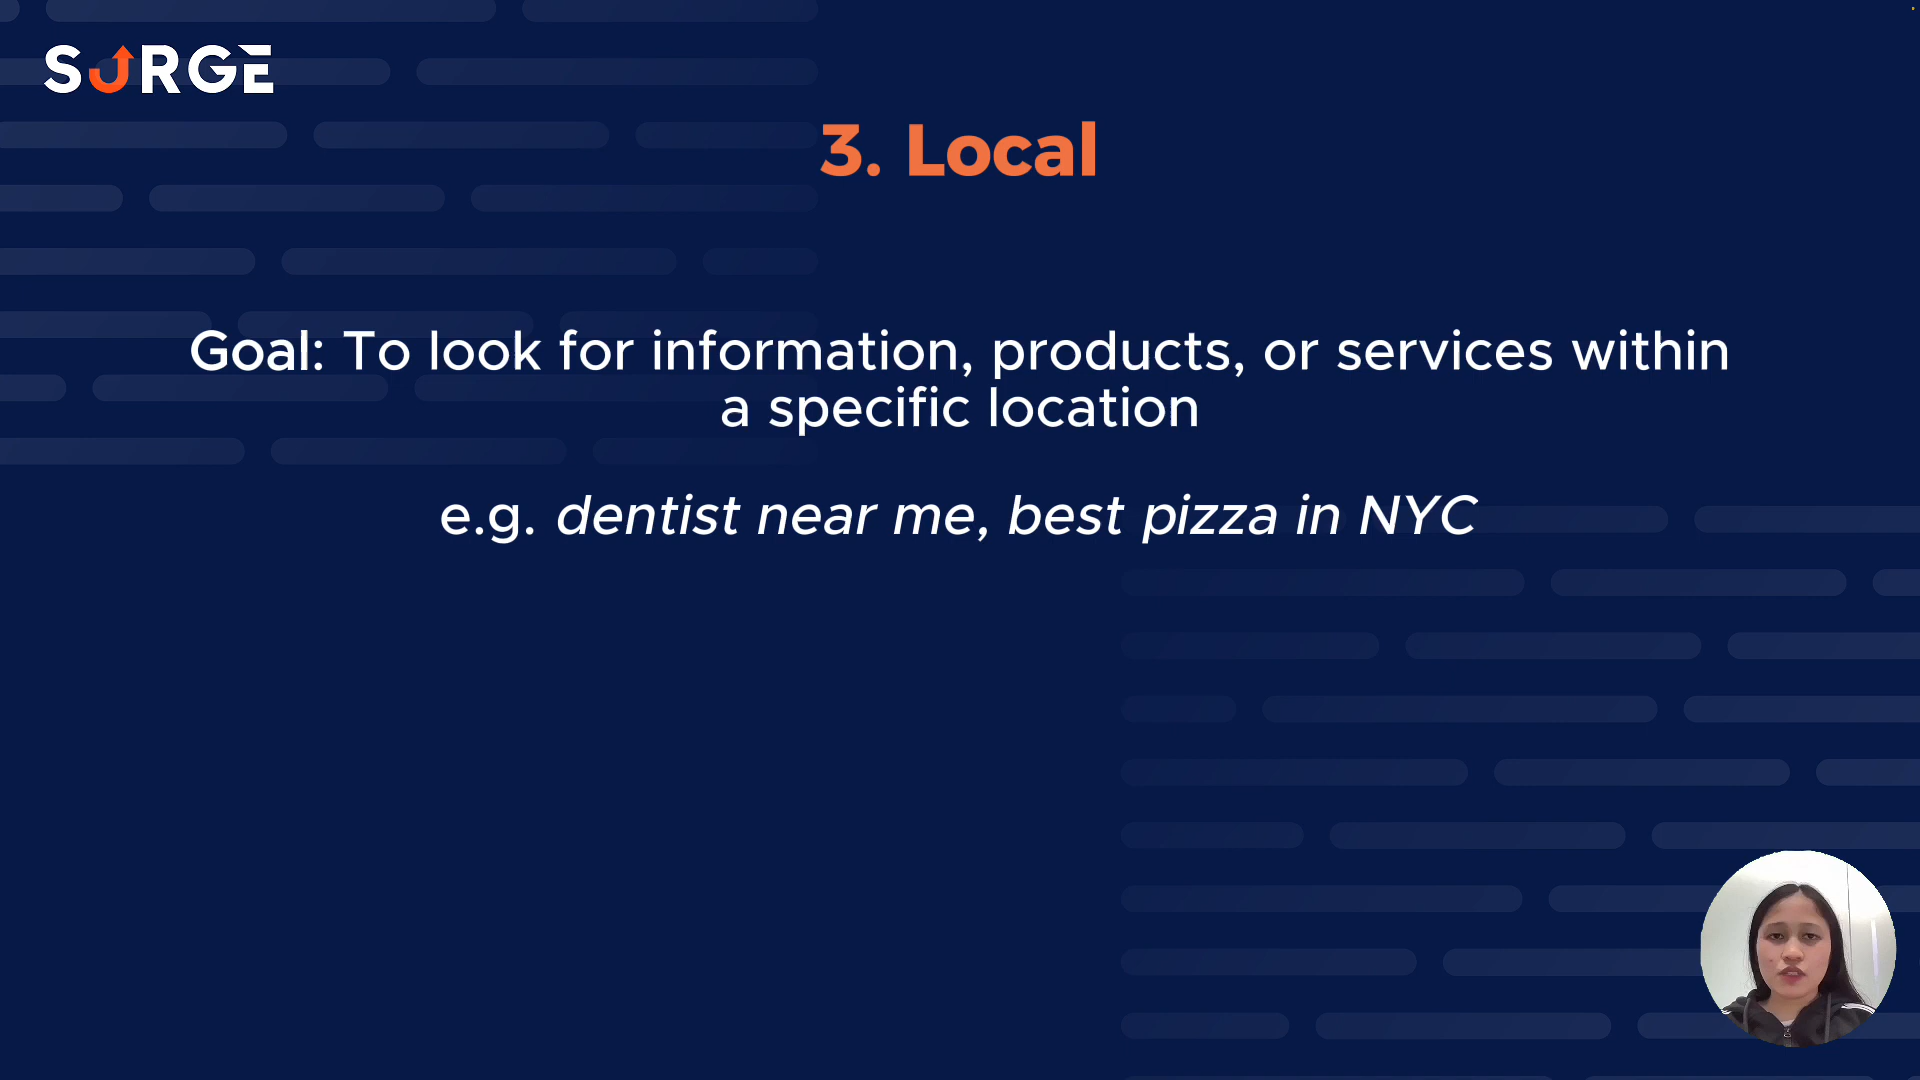 SURGE
3. Local
Goal: To look for information, products, or services within
a specific location
e.g. dentist near me, best pizza in NYC